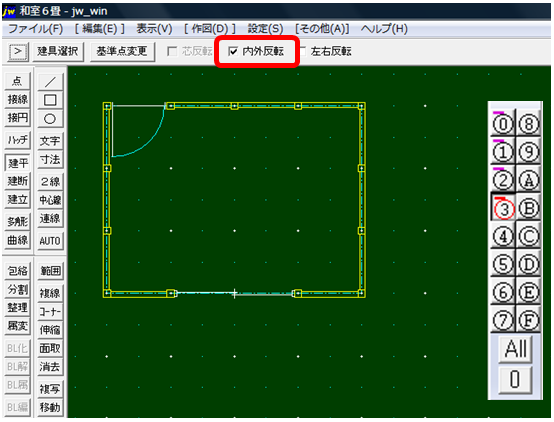 jw 和室6畳 - jw_win
ファイル(F) [ 編集(E) ] 表示(V) [ 作図(D) ] 設定(S) [その他(A)] ヘルプ(H)
> 建具選択 基準点変更 芯反転 内外反転 左右反転
点 ／
接線 □
接円 ○
ハッチ 文字
建平 寸法
建断 2線
建立 中心線
多角形 連線
曲線 AUTO
包絡 範囲
分割 複線
整理 コーナー
属変 伸縮
BL化 面取
BL解 消去
BL属 複写
BL編 移動
0 8
1 9
2 A
3 B
4 C
5 D
6 E
7 F
All
0